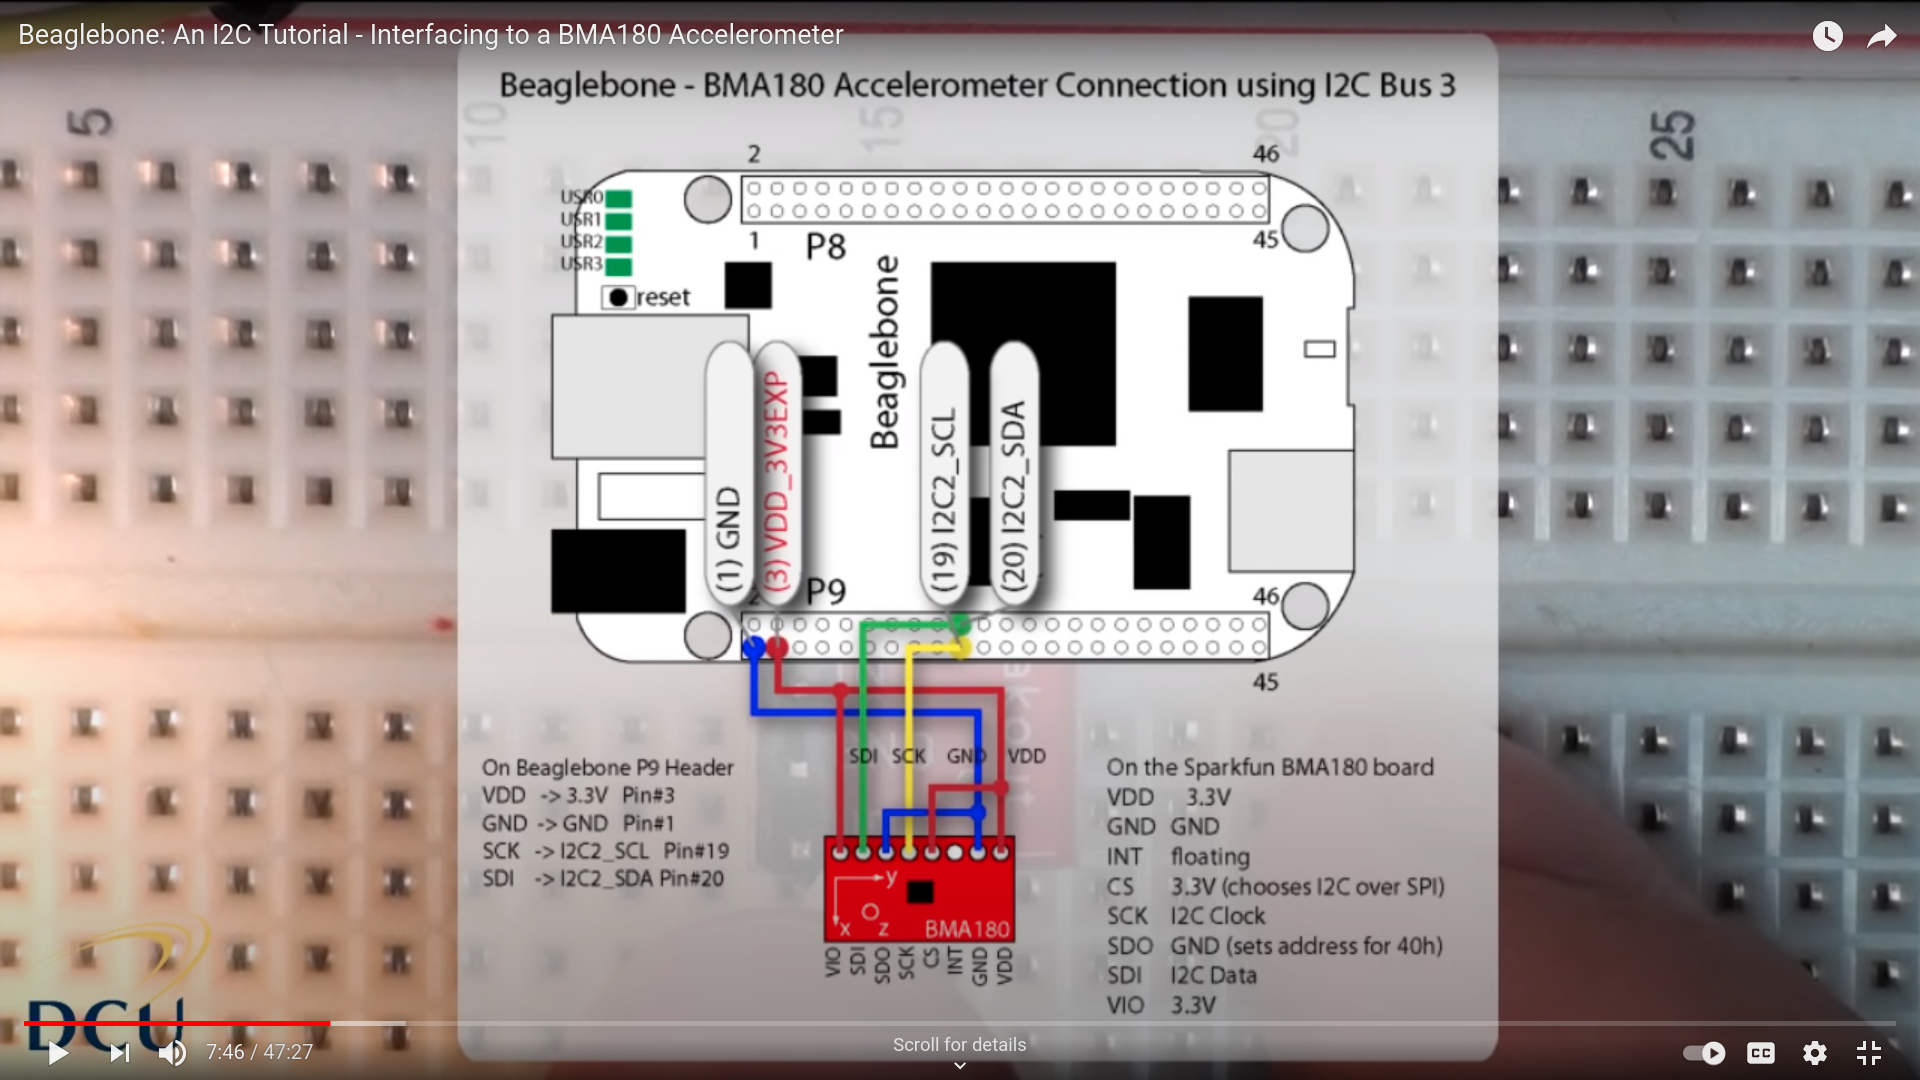 Beaglebone: An I2C Tutorial - Interfacing to a BMA180 Accelerometer
Beaglebone - BMA180 Accelerometer Connection using I2C Bus 3
5
10
15
20
25
2
46
USR0
USR1
USR2
USR3
1
P8
45
reset
Beaglebone
(1) GND
(3) VDD_3V3EXP
(19) I2C2_SCL
(20) I2C2_SDA
2
P9
46
45
SDI SCK GND VDD
On Beaglebone P9 Header
VDD -> 3.3V Pin#3
GND -> GND Pin#1
SCK -> I2C2_SCL Pin#19
SDI -> I2C2_SDA Pin#20
On the Sparkfun BMA180 board
VDD 3.3V
GND GND
INT floating
CS 3.3V (chooses I2C over SPI)
SCK I2C Clock
SDO GND (sets address for 40h)
SDI I2C Data
VIO 3.3V
y
x
z
BMA180
VIO
SDI
SDO
SCK
CS
INT
GND
VDD
DCU
7:46 / 47:27
Scroll for details
CC